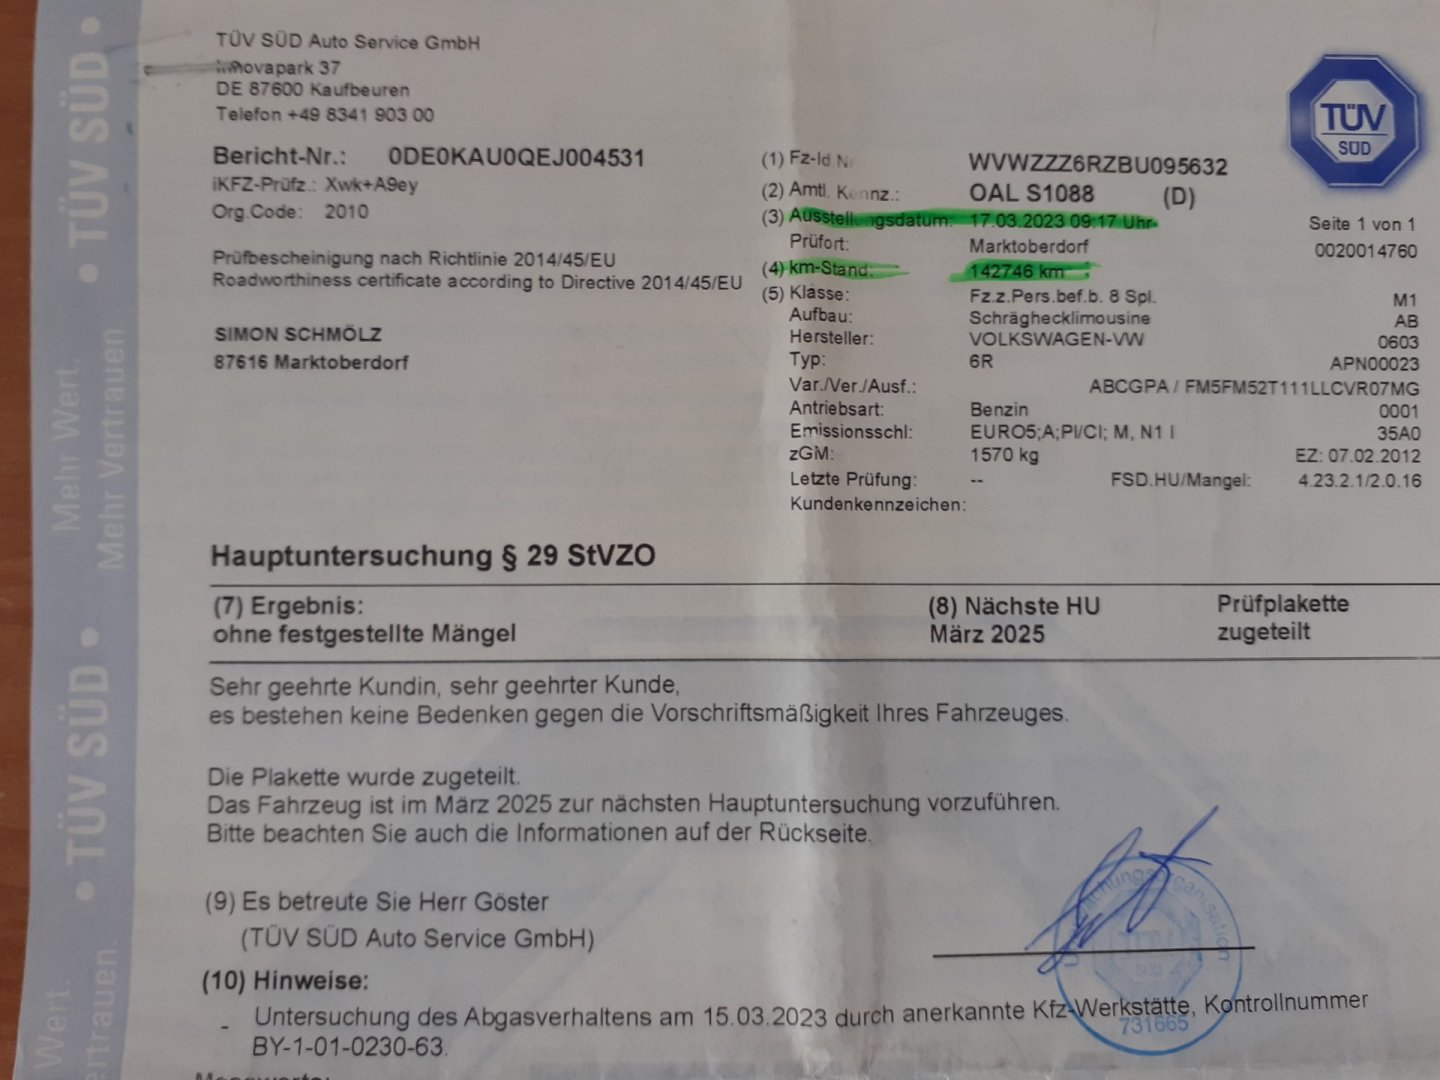 TÜV SÜD Auto Service GmbH
Innovapark 37
DE 87600 Kaufbeuren
Telefon +49 8341 903 00
Bericht-Nr.: 0DE0KAU0QEJ004531
iKFZ-Prüfz.: Xwk+A9ey
Org.Code: 2010
Prüfbescheinigung nach Richtlinie 2014/45/EU
Roadworthiness certificate according to Directive 2014/45/EU
SIMON SCHMÖLZ
87616 Marktoberdorf
TÜV
SÜD
(1) Fz-Id Nr WVWZZZ6RZBU095632
(2) Amtl. Kennz.: OAL S1088 (D)
(3) Ausstellungsdatum: 17.03.2023 09:17 Uhr
Seite 1 von 1
Prüfort: Marktoberdorf 0020014760
(4) km-Stand: 142746 km
(5) Klasse: Fz.z.Pers.bef.b. 8 Spl. M1
Aufbau: Schräghecklimousine AB
Hersteller: VOLKSWAGEN-VW 0603
Typ: 6R APN00023
Var./Ver./Ausf.: ABCGPA / FM5FM52T111LLCVR07MG
Antriebsart: Benzin 0001
Emissionsschl: EURO5;A;PI/CI; M, N1 I 35A0
zGM: 1570 kg EZ: 07.02.2012
Letzte Prüfung: -- FSD.HU/Mangel: 4.23.2.1/2.0.16
Kundenkennzeichen:
Hauptuntersuchung § 29 StVZO
(7) Ergebnis: (8) Nächste HU Prüfplakette
ohne festgestellte Mängel März 2025 zugeteilt
Sehr geehrte Kundin, sehr geehrter Kunde,
es bestehen keine Bedenken gegen die Vorschriftsmäßigkeit Ihres Fahrzeuges.
Die Plakette wurde zugeteilt.
Das Fahrzeug ist im März 2025 zur nächsten Hauptuntersuchung vorzuführen.
Bitte beachten Sie auch die Informationen auf der Rückseite.
(9) Es betreute Sie Herr Göster
(TÜV SÜD Auto Service GmbH)
(10) Hinweise:
- Untersuchung des Abgasverhaltens am 15.03.2023 durch anerkannte Kfz-Werkstätte, Kontrollnummer
BY-1-01-0230-63.
731665
Messwerte:
TÜV SÜD •
Mehr Wert.
Mehr Vertrauen.
• TÜV SÜD •
Wert.